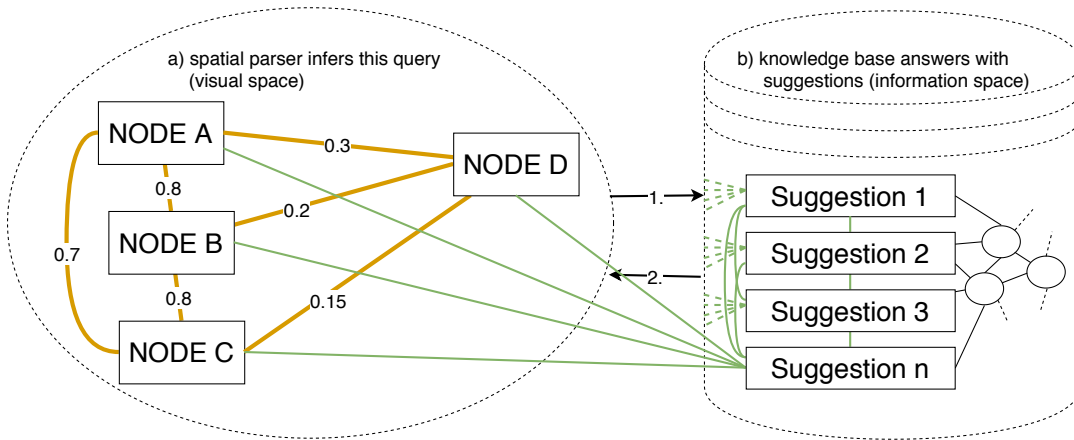 a) spatial parser infers this query
(visual space)
b) knowledge base answers with
suggestions (information space)
NODE A
0.3
NODE D
0.8
0.2
NODE B
0.7
0.8
0.15
NODE C
1.
2.
Suggestion 1
Suggestion 2
Suggestion 3
Suggestion n